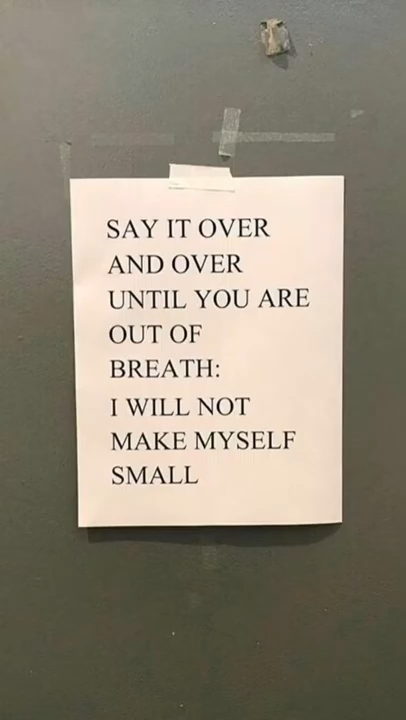 SAY IT OVER
AND OVER
UNTIL YOU ARE
OUT OF
BREATH:
I WILL NOT
MAKE MYSELF
SMALL